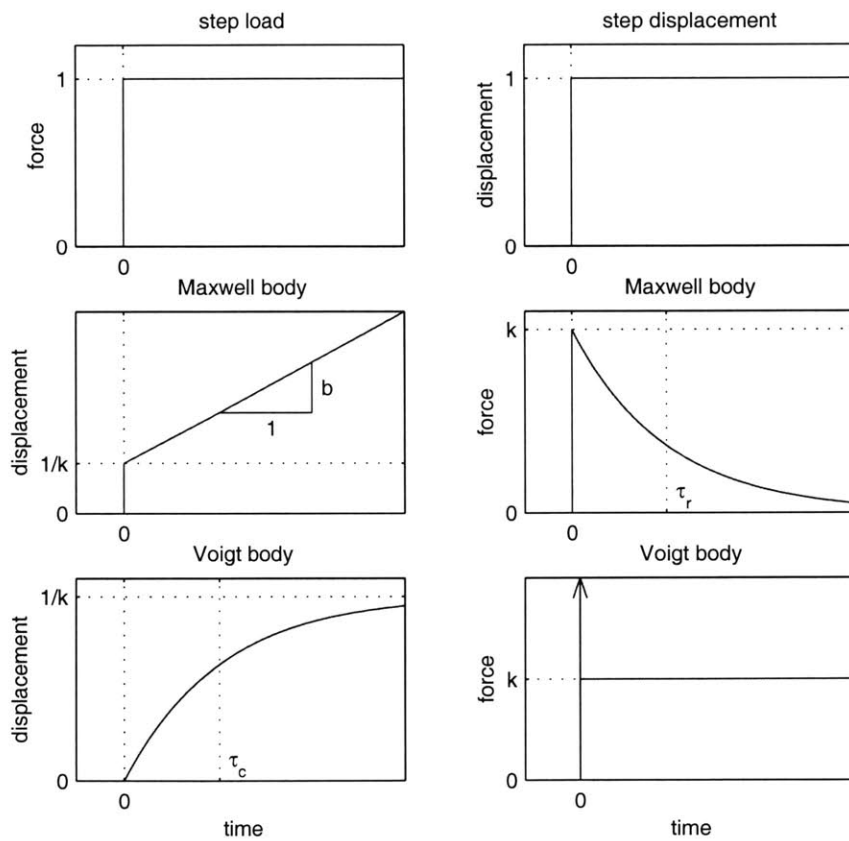 step load
1
force
0
0
step displacement
1
displacement
0
0
Maxwell body
displacement
1/k
0
0
b
1
Maxwell body
k
force
0
0
τr
Voigt body
1/k
displacement
0
0
τc
time
Voigt body
k
force
0
0
time